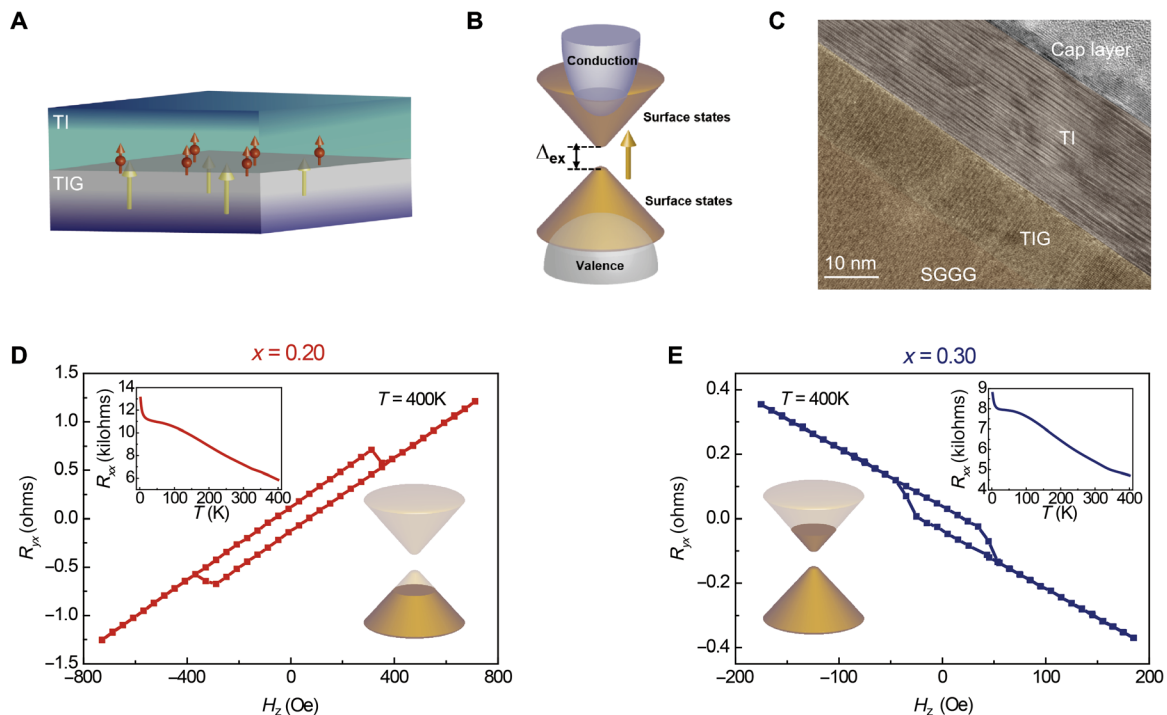 A
TI
TIG
B
Conduction
Surface states
Δex
Surface states
Valence
C
Cap layer
TI
TIG
10 nm
SGGG
D
x = 0.20
T = 400K
Ryx (ohms)
1.5
1.0
0.5
0.0
−0.5
−1.0
−1.5
−800
−400
0
400
800
Hz (Oe)
Rxx (kilohms)
14
12
10
8
6
0
100
200
300
400
T (K)
E
x = 0.30
T = 400K
Ryx (ohms)
0.4
0.2
0.0
−0.2
−0.4
−200
−100
0
100
200
Hz (Oe)
Rxx (kilohms)
9
8
7
6
5
4
0
100
200
300
400
T (K)